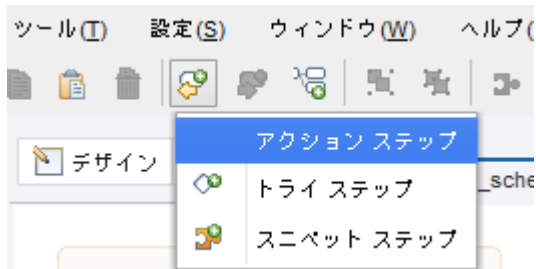 ツール(T) 設定(S) ウィンドウ(W) ヘルプ(
アクション ステップ
デザイン
トライ ステップ
_sche
スニペット ステップ